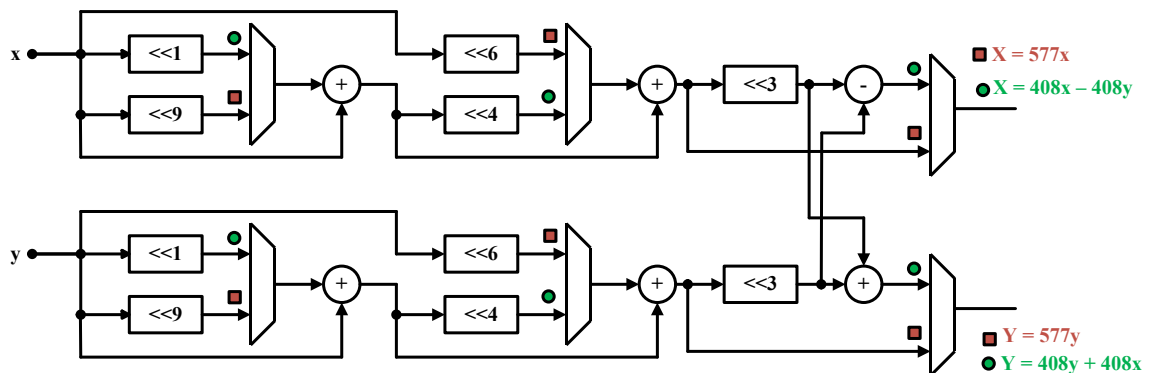 x
<<1
<<9
+
<<6
<<4
+
<<3
-
X = 577x
X = 408x – 408y
y
<<1
<<9
+
<<6
<<4
+
<<3
+
Y = 577y
Y = 408y + 408x